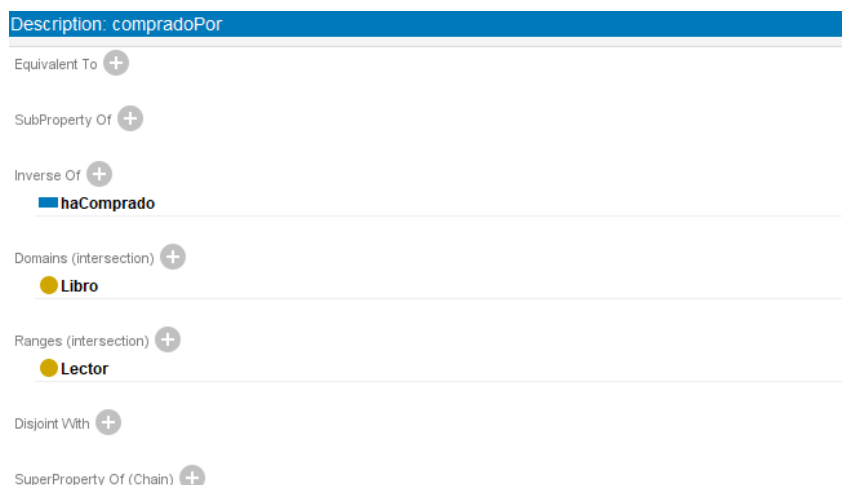 Description: compradoPor
Equivalent To
SubProperty Of
Inverse Of
haComprado
Domains (intersection)
Libro
Ranges (intersection)
Lector
Disjoint With
SuperProperty Of (Chain)